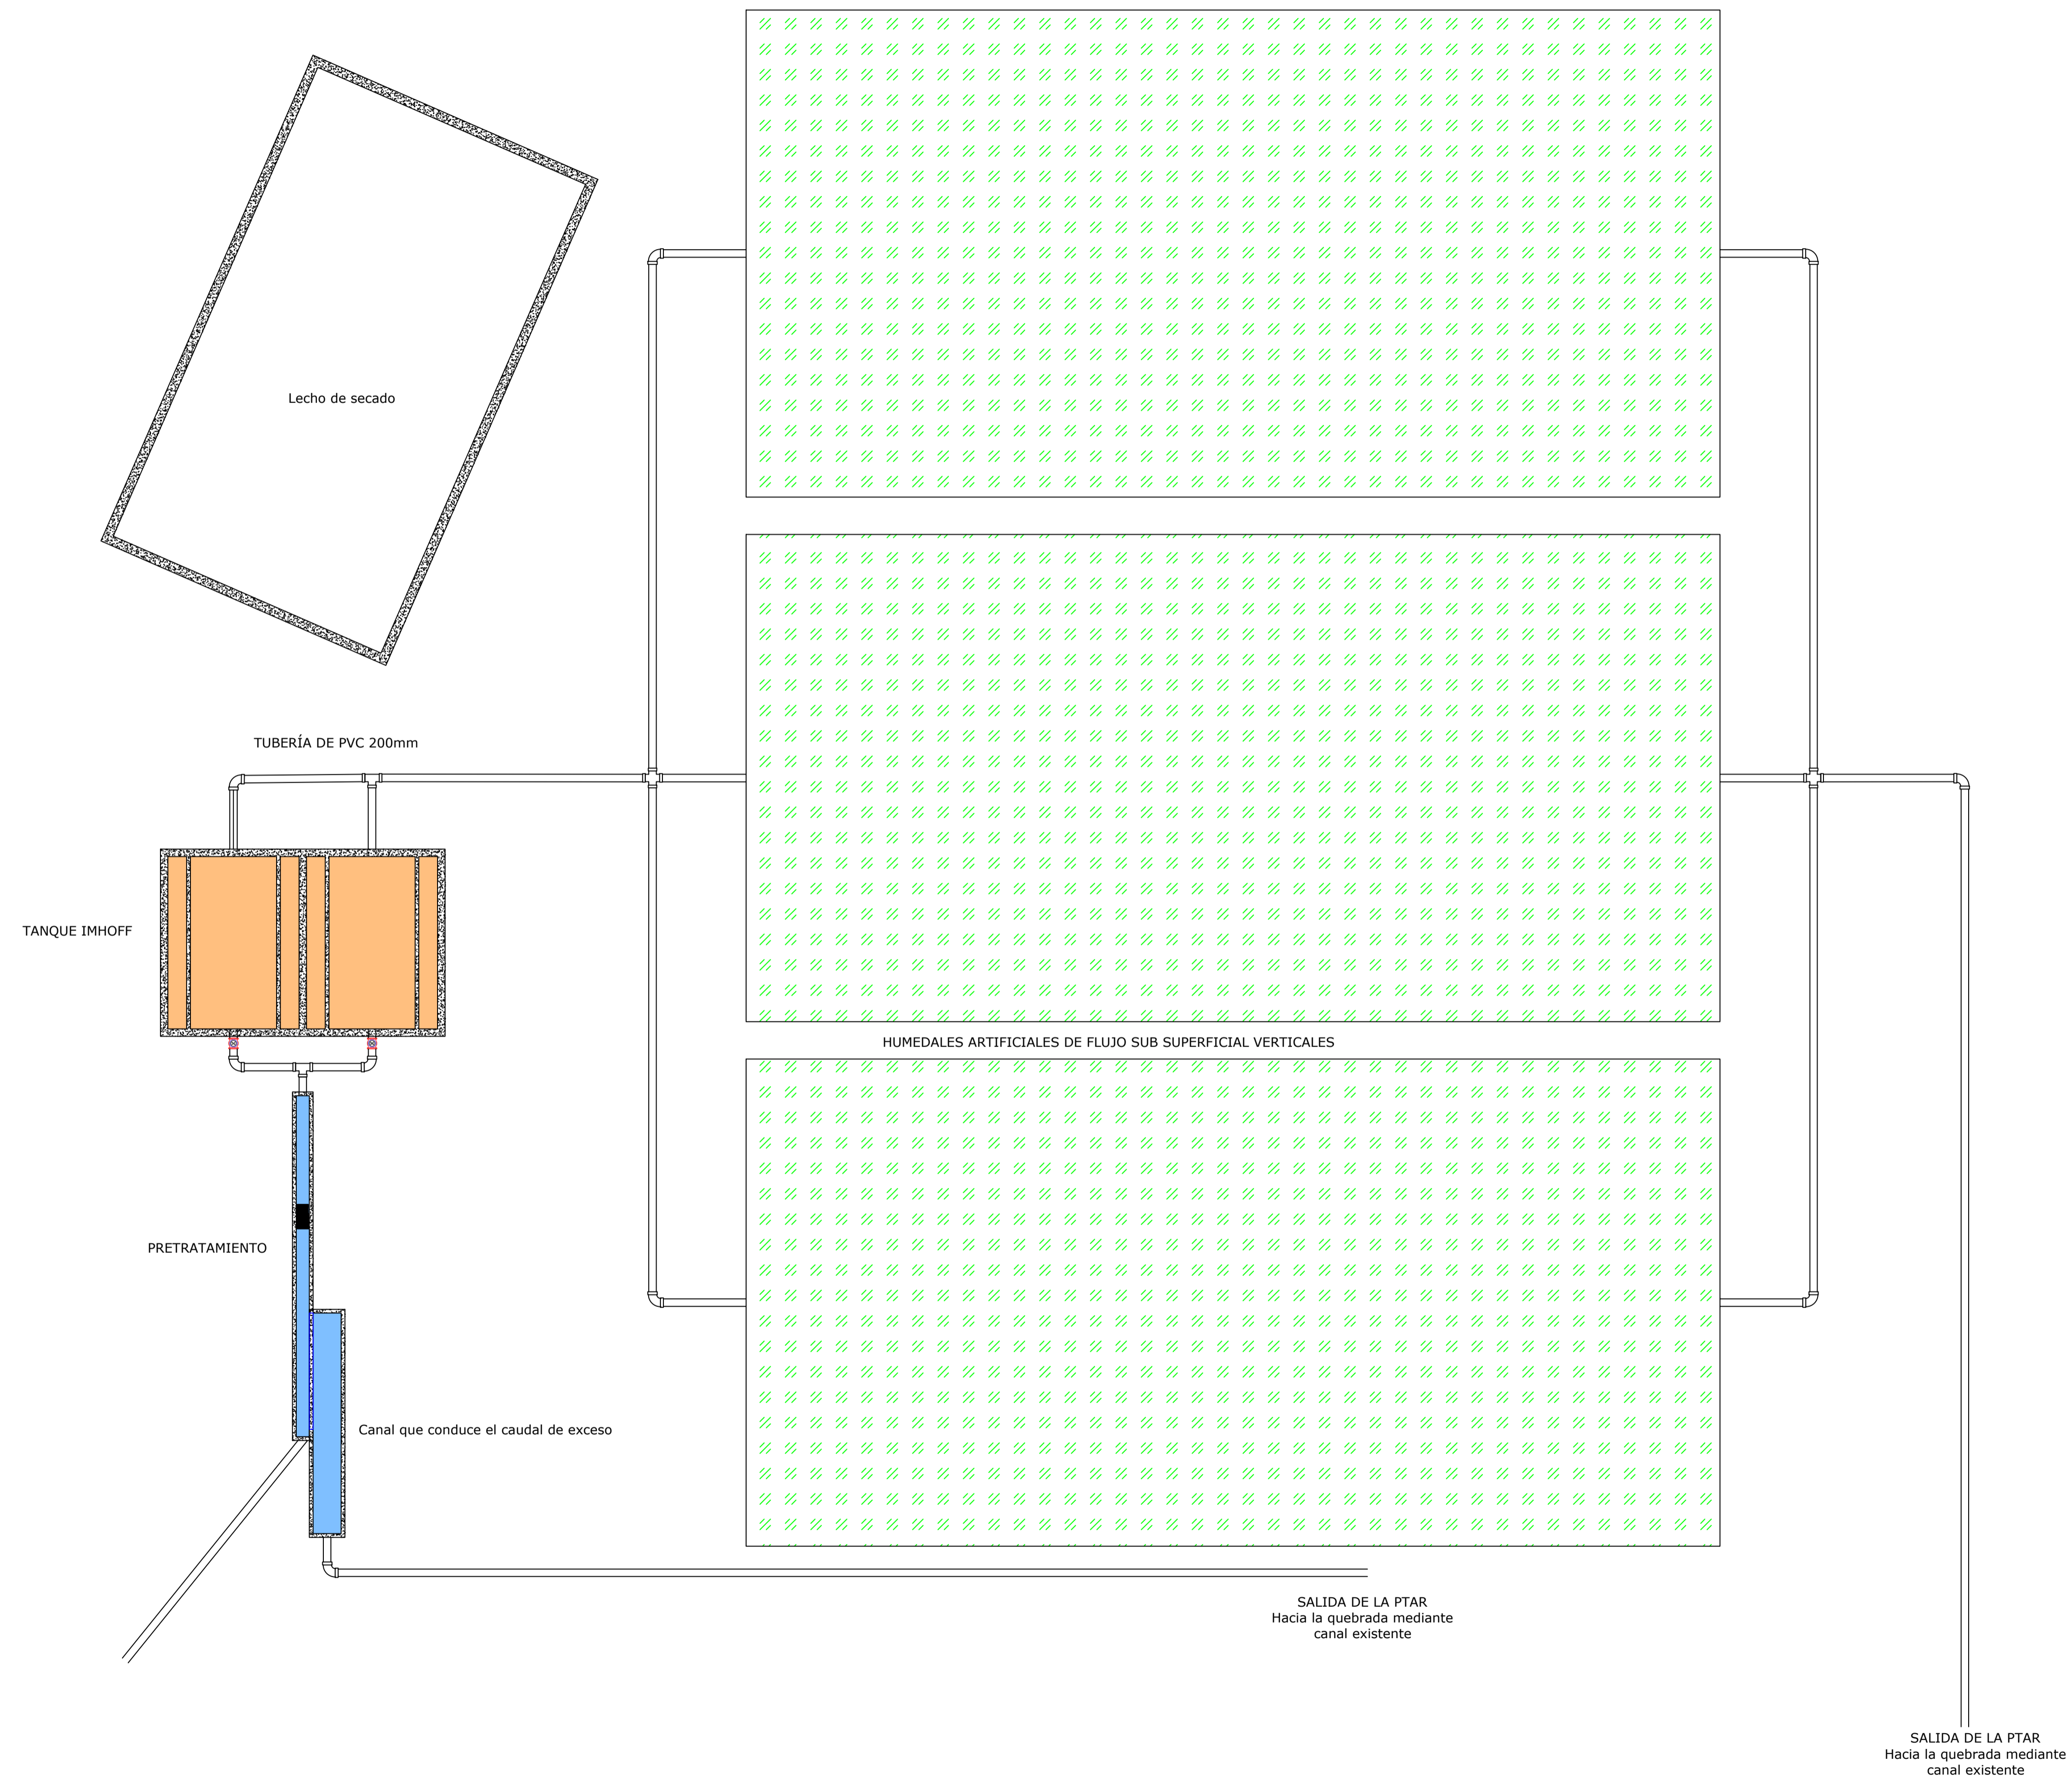 Lecho de secado
TUBERÍA DE PVC 200mm
TANQUE IMHOFF
HUMEDALES ARTIFICIALES DE FLUJO SUB SUPERFICIAL VERTICALES
PRETRATAMIENTO
Canal que conduce el caudal de exceso
SALIDA DE LA PTAR
Hacia la quebrada mediante
canal existente
SALIDA DE LA PTAR
Hacia la quebrada mediante
canal existente